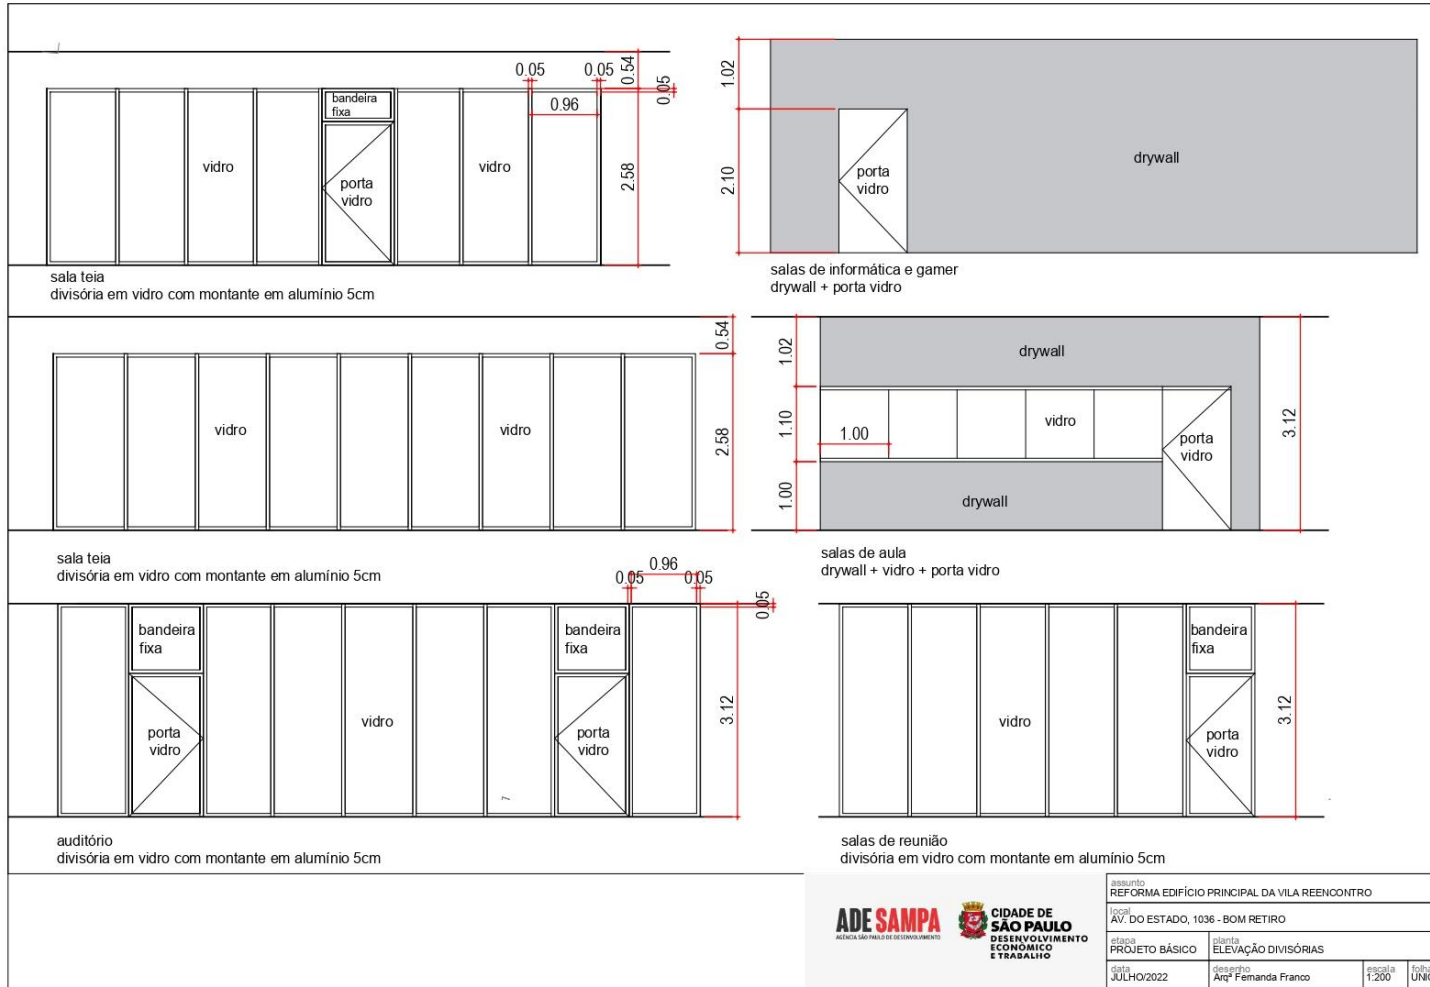 0.05
0.05
0.54
0.05
0.96
bandeira
fixa
vidro
vidro
porta
vidro
2.58
sala teia
divisória em vidro com montante em alumínio 5cm
1.02
2.10
drywall
porta
vidro
salas de informática e gamer
drywall + porta vidro
0.54
vidro
vidro
2.58
sala teia
divisória em vidro com montante em alumínio 5cm
1.02
drywall
1.10
1.00
vidro
porta
vidro
3.12
1.00
drywall
salas de aula
drywall + vidro + porta vidro
0.96
0.05
0.05
0.05
bandeira
fixa
bandeira
fixa
porta
vidro
vidro
porta
vidro
3.12
auditório
divisória em vidro com montante em alumínio 5cm
bandeira
fixa
vidro
porta
vidro
3.12
salas de reunião
divisória em vidro com montante em alumínio 5cm
ADE SAMPA
AGÊNCIA SÃO PAULO DE DESENVOLVIMENTO
CIDADE DE
SÃO PAULO
DESENVOLVIMENTO
ECONÔMICO
E TRABALHO
assunto
REFORMA EDIFÍCIO PRINCIPAL DA VILA REENCONTRO
local
AV. DO ESTADO, 1036 - BOM RETIRO
etapa
PROJETO BÁSICO
planta
ELEVAÇÃO DIVISÓRIAS
data
JULHO/2022
desenho
Arqª Fernanda Franco
escala
1:200